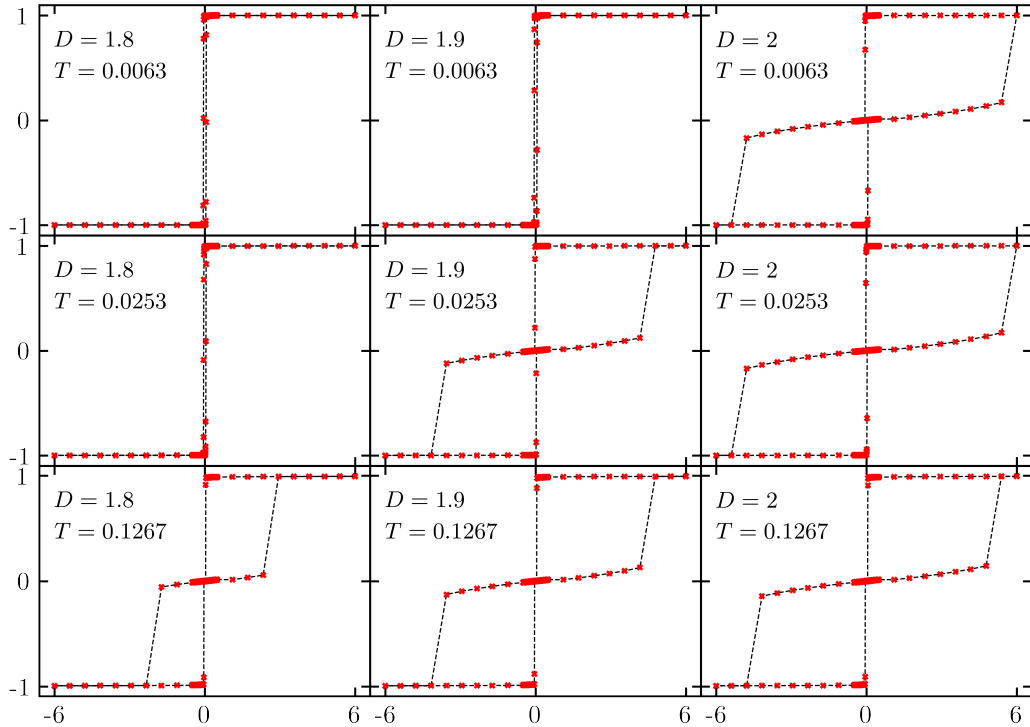 1
D = 1.8
T = 0.0063
D = 1.9
T = 0.0063
D = 2
T = 0.0063
0
-1
1
D = 1.8
T = 0.0253
D = 1.9
T = 0.0253
D = 2
T = 0.0253
0
-1
1
D = 1.8
T = 0.1267
D = 1.9
T = 0.1267
D = 2
T = 0.1267
0
-1
-6 0 6 -6 0 6 -6 0 6